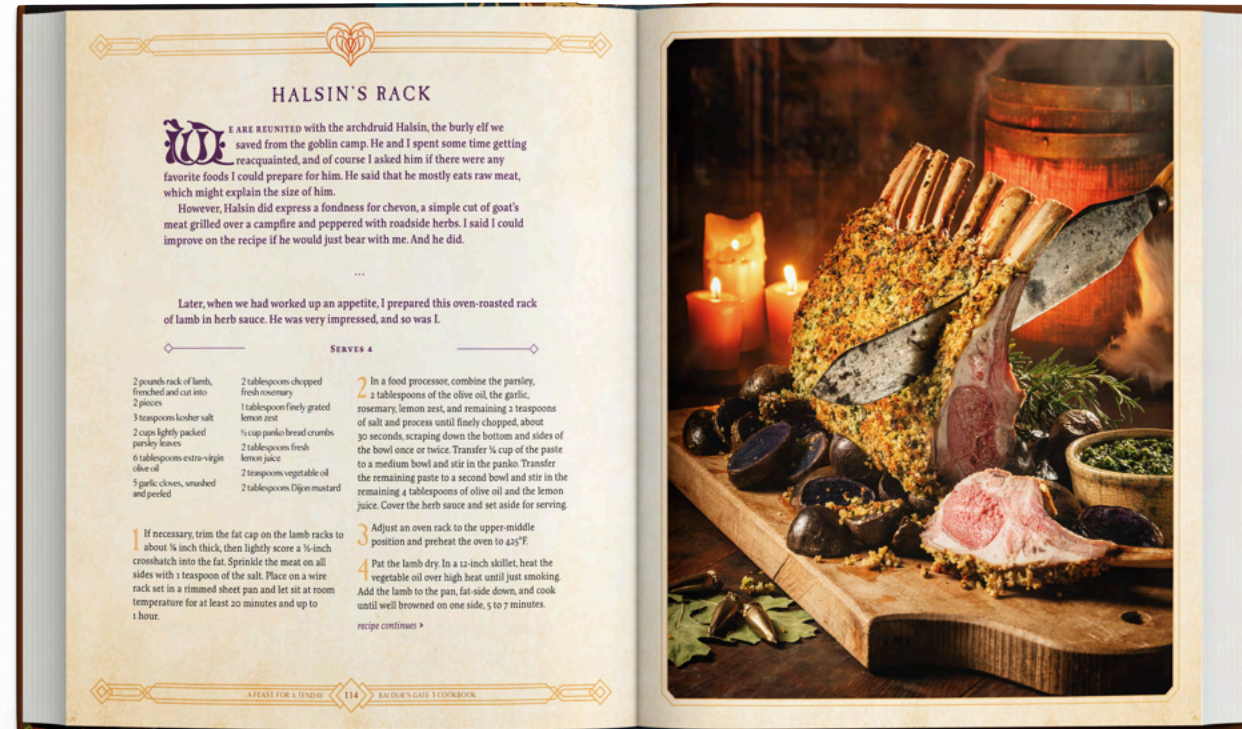 HALSIN'S RACK
WE ARE REUNITED with the archdruid Halsin, the burly elf we
saved from the goblin camp. He and I spent some time getting
reacquainted, and of course I asked him if there were any
favorite foods I could prepare for him. He said that he mostly eats raw meat,
which might explain the size of him.
However, Halsin did express a fondness for chevon, a simple cut of goat's
meat grilled over a campfire and peppered with roadside herbs. I said I could
improve on the recipe if he would just bear with me. And he did.
...
Later, when we had worked up an appetite, I prepared this oven-roasted rack
of lamb in herb sauce. He was very impressed, and so was I.
SERVES 4
2 pounds rack of lamb,
frenched and cut into
2 pieces
3 teaspoons kosher salt
2 cups lightly packed
parsley leaves
6 tablespoons extra-virgin
olive oil
5 garlic cloves, smashed
and peeled
2 tablespoons chopped
fresh rosemary
1 tablespoon finely grated
lemon zest
cup panko bread crumbs
2 tablespoons fresh
lemon juice
2 teaspoons vegetable oil
2 tablespoons Dijon mustard
1 If necessary, trim the fat cap on the lamb racks to
about inch thick, then lightly score a ½-inch
crosshatch into the fat. Sprinkle the meat on all
sides with 1 teaspoon of the salt. Place on a wire
rack set in a rimmed sheet pan and let sit at room
temperature for at least 20 minutes and up to
1 hour.
2 In a food processor, combine the parsley,
2 tablespoons of the olive oil, the garlic,
rosemary, lemon zest, and remaining 2 teaspoons
of salt and process until finely chopped, about
30 seconds, scraping down the bottom and sides of
the bowl once or twice. Transfer ¼ cup of the paste
to a medium bowl and stir in the panko. Transfer
the remaining paste to a second bowl and stir in the
remaining 4 tablespoons of olive oil and the lemon
juice. Cover the herb sauce and set aside for serving.
3 Adjust an oven rack to the upper-middle
position and preheat the oven to 425°F.
4 Pat the lamb dry. In a 12-inch skillet, heat the
vegetable oil over high heat until just smoking.
Add the lamb to the pan, fat-side down, and cook
until well browned on one side, 5 to 7 minutes.
recipe continues »
A FEAST FOR A TENDAY 114 BALDUR'S GATE 3 COOKBOOK